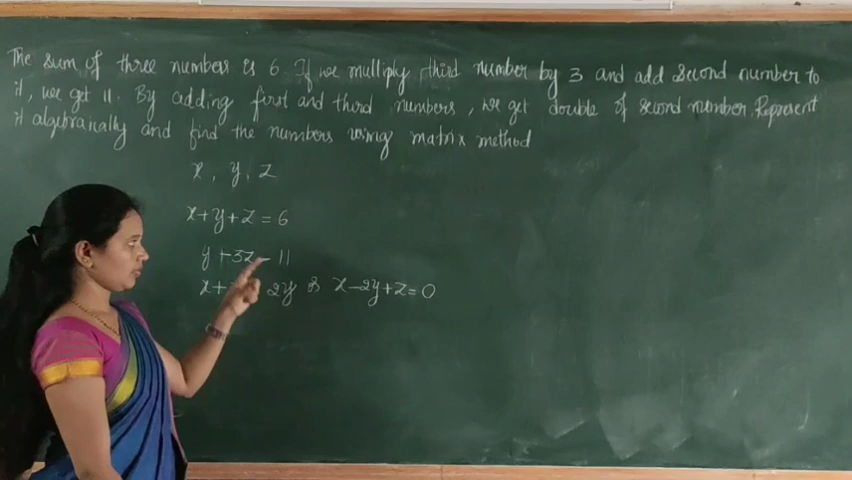 The sum of three numbers is 6. If we multiply third number by 3 and add second number to
it, we get 11. By adding first and third numbers, we get double of second number. Represent
it algebraically and find the numbers using matrix method
x, y, z
x+y+z=6
y+3z=11
x+ 2y or x-2y+z=0